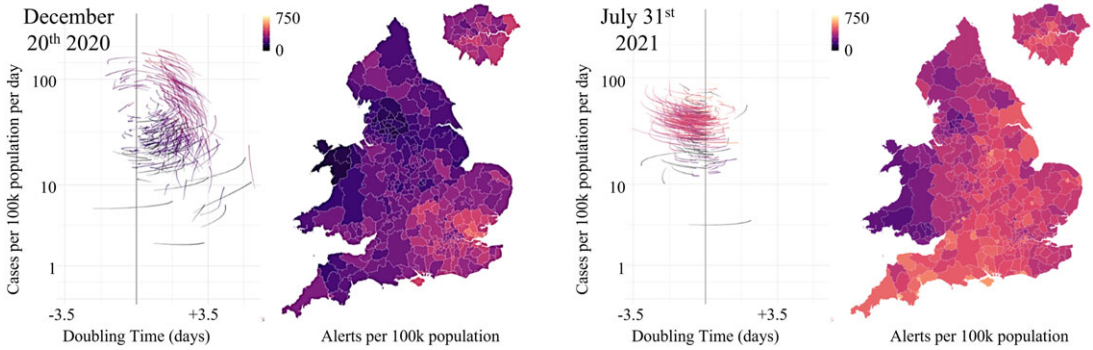 December
20th 2020
Cases per 100k population per day
100
10
1
-3.5
+3.5
Doubling Time (days)
750
0
Alerts per 100k population
July 31st
2021
Cases per 100k population per day
100
10
1
-3.5
+3.5
Doubling Time (days)
750
0
Alerts per 100k population